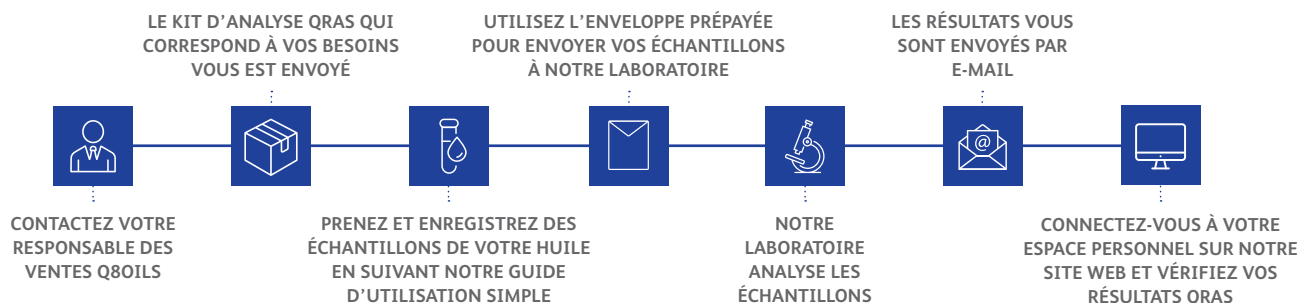 CONTACTEZ VOTRE
RESPONSABLE DES
VENTES Q8OILS
LE KIT D'ANALYSE QRAS QUI
CORRESPOND À VOS BESOINS
VOUS EST ENVOYÉ
PRENEZ ET ENREGISTREZ DES
ÉCHANTILLONS DE VOTRE HUILE
EN SUIVANT NOTRE GUIDE
D'UTILISATION SIMPLE
UTILISEZ L'ENVELOPPE PRÉPAYÉE
POUR ENVOYER VOS ÉCHANTILLONS
À NOTRE LABORATOIRE
NOTRE
LABORATOIRE
ANALYSE LES
ÉCHANTILLONS
LES RÉSULTATS VOUS
SONT ENVOYÉS PAR
E-MAIL
@
CONNECTEZ-VOUS À VOTRE
ESPACE PERSONNEL SUR NOTRE
SITE WEB ET VÉRIFIEZ VOS
RÉSULTATS QRAS